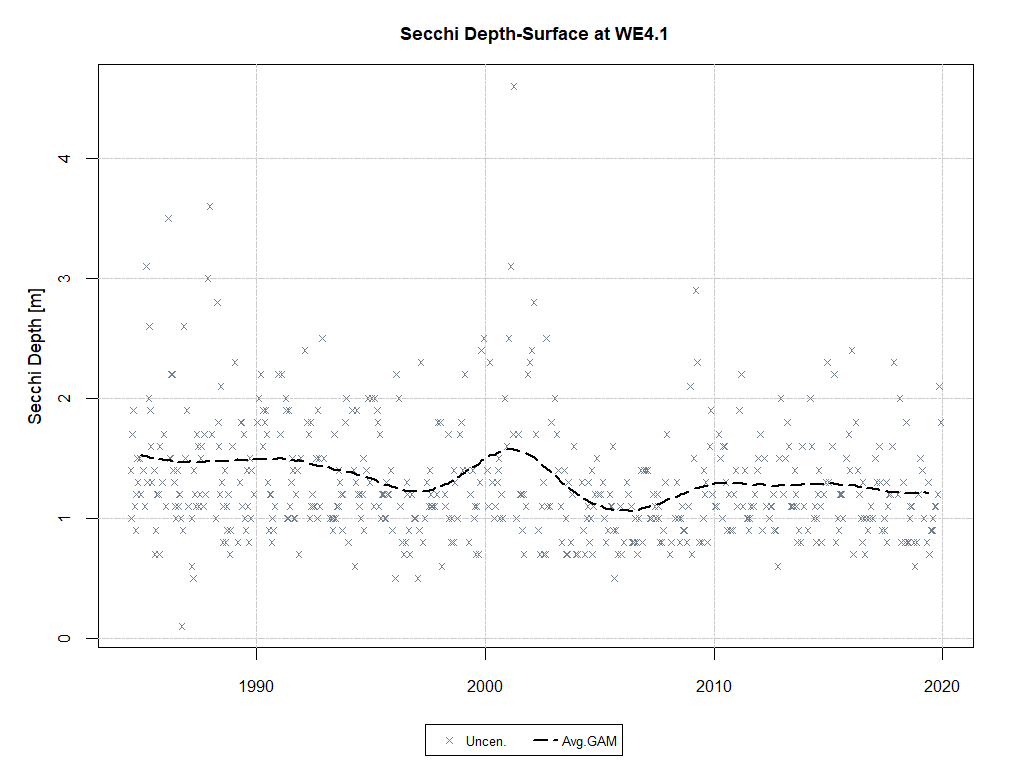 Secchi Depth-Surface at WE4.1
Secchi Depth [m]
4
3
2
1
0
1990 2000 2010 2020
Uncen. Avg.GAM